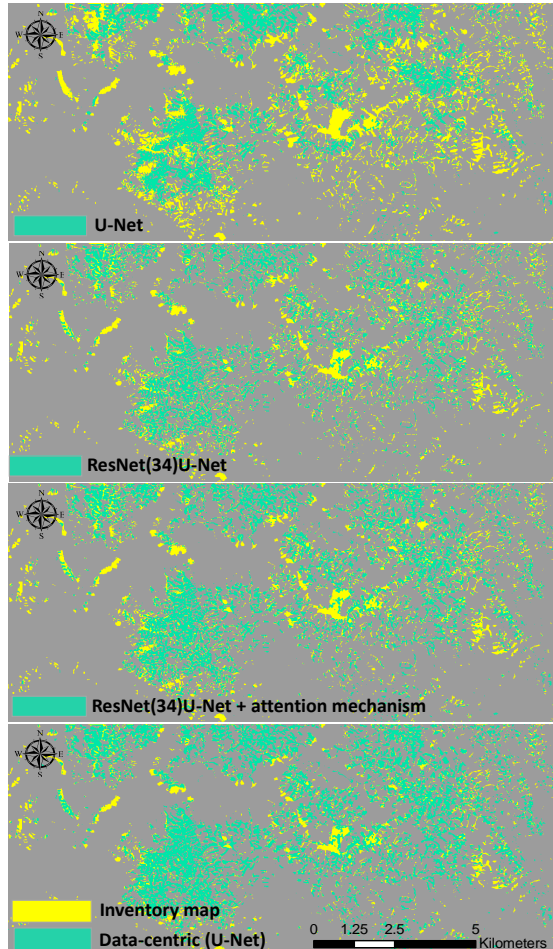 N
W E
S
U-Net
N
W E
S
ResNet(34)U-Net
N
W E
S
ResNet(34)U-Net + attention mechanism
N
W E
S
Inventory map
Data-centric (U-Net)
0 1.25 2.5 5
Kilometers